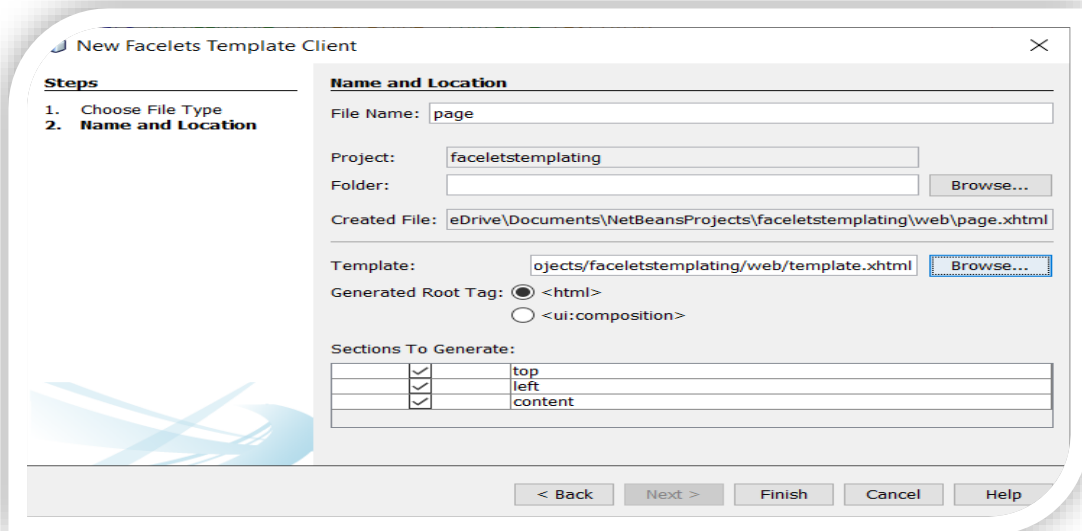 New Facelets Template Client
Steps
1. Choose File Type
2. Name and Location
Name and Location
File Name: page
Project: faceletstemplating
Folder: Browse...
Created File: eDrive\Documents\NetBeansProjects\faceletstemplating\web\page.xhtml
Template: ojects/faceletstemplating/web/template.xhtml Browse...
Generated Root Tag: <html>
<ui:composition>
Sections To Generate:
top
left
content
< Back Next > Finish Cancel Help